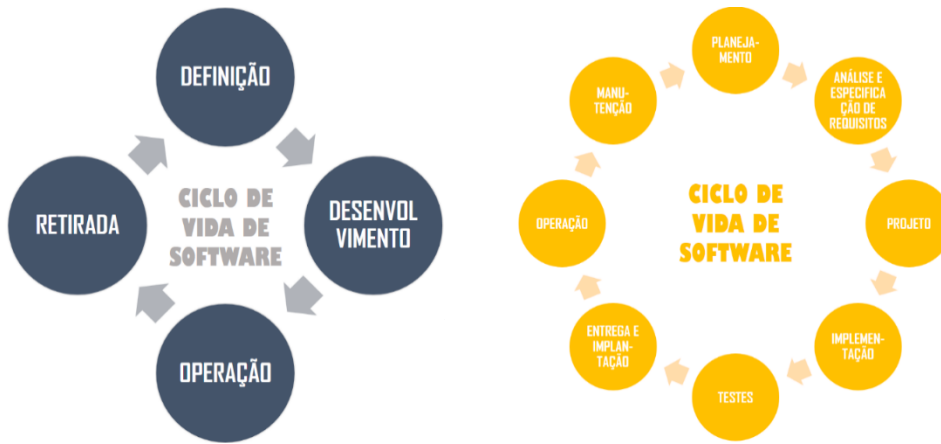 DEFINIÇÃO
DESENVOL
VIMENTO
OPERAÇÃO
RETIRADA
CICLO DE
VIDA DE
SOFTWARE
PLANEJA-
MENTO
ANÁLISE E
ESPECIFICA
ÇÃO DE
REQUISITOS
PROJETO
IMPLEMEN-
TAÇÃO
TESTES
ENTREGA E
IMPLAN-
TAÇÃO
OPERAÇÃO
MANU-
TENÇÃO
CICLO DE
VIDA DE
SOFTWARE